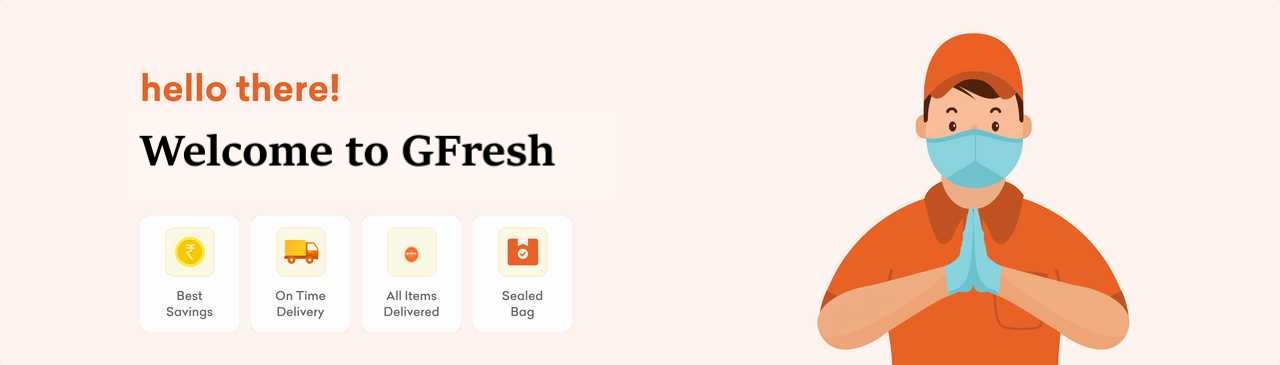 hello there!
Welcome to GFresh
₹
Best
Savings
On Time
Delivery
All Items
Delivered
Sealed
Bag